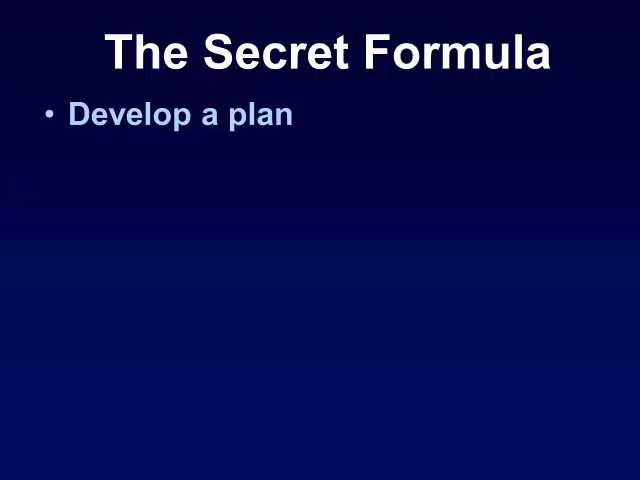 The Secret Formula
• Develop a plan